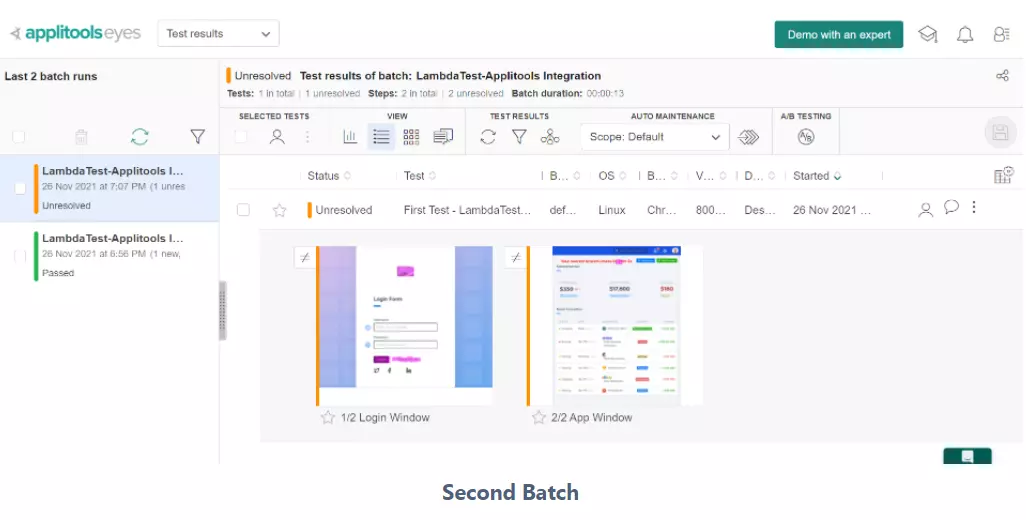 applitools eyes
Test results
Demo with an expert
Last 2 batch runs
Unresolved Test results of batch: LambdaTest-Applitools Integration
Tests: 1 in total | 1 unresolved Steps: 2 in total | 2 unresolved Batch duration: 00:00:13
SELECTED TESTS VIEW TEST RESULTS AUTO MAINTENANCE A/B TESTING
Scope: Default
A/B
LambdaTest-Applitools I...
26 Nov 2021 at 7:07 PM (1 unres
Unresolved
LambdaTest-Applitools I...
26 Nov 2021 at 6:56 PM (1 new,
Passed
Status Test B... OS B... V... D... Started
Unresolved First Test - LambdaTest... def... Linux Chr... 800... Des... 26 Nov 2021 ...
≠
Login Form
≠
$350
$17,900
$180
1/2 Login Window
2/2 App Window
Second Batch